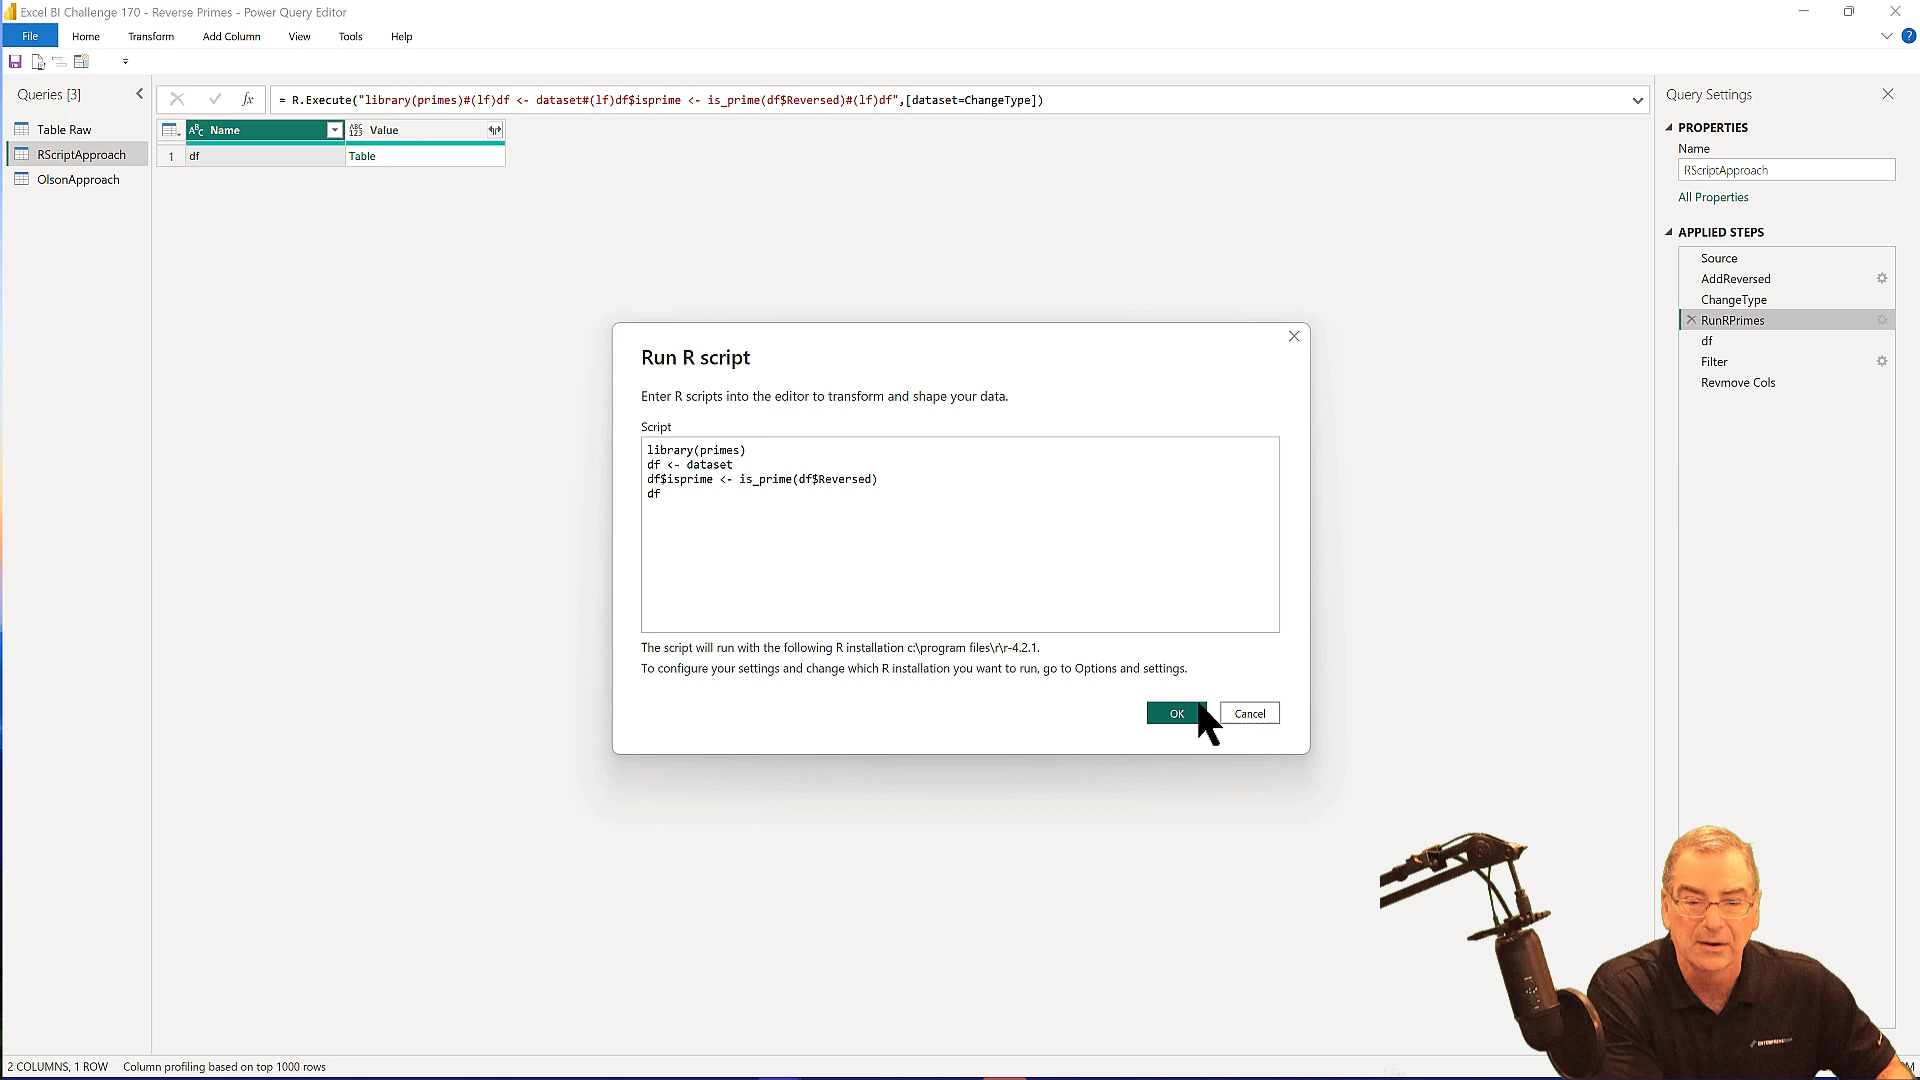 Excel BI Challenge 170 - Reverse Primes - Power Query Editor
File Home Transform Add Column View Tools Help
?
Queries [3]
Table Raw
RScriptApproach
OlsonApproach
fx = R.Execute("library(primes)#(lf)df <- dataset#(lf)df$isprime <- is_prime(df$Reversed)#(lf)df",[dataset=ChangeType])
ABC Name ABC 123 Value
1 df Table
Run R script
Enter R scripts into the editor to transform and shape your data.
Script
library(primes)
df <- dataset
df$isprime <- is_prime(df$Reversed)
df
The script will run with the following R installation c:\program files\r\r-4.2.1.
To configure your settings and change which R installation you want to run, go to Options and settings.
OK Cancel
Query Settings
PROPERTIES
Name
RScriptApproach
All Properties
APPLIED STEPS
Source
AddReversed
ChangeType
RunRPrimes
df
Filter
Revmove Cols
2 COLUMNS, 1 ROW Column profiling based on top 1000 rows